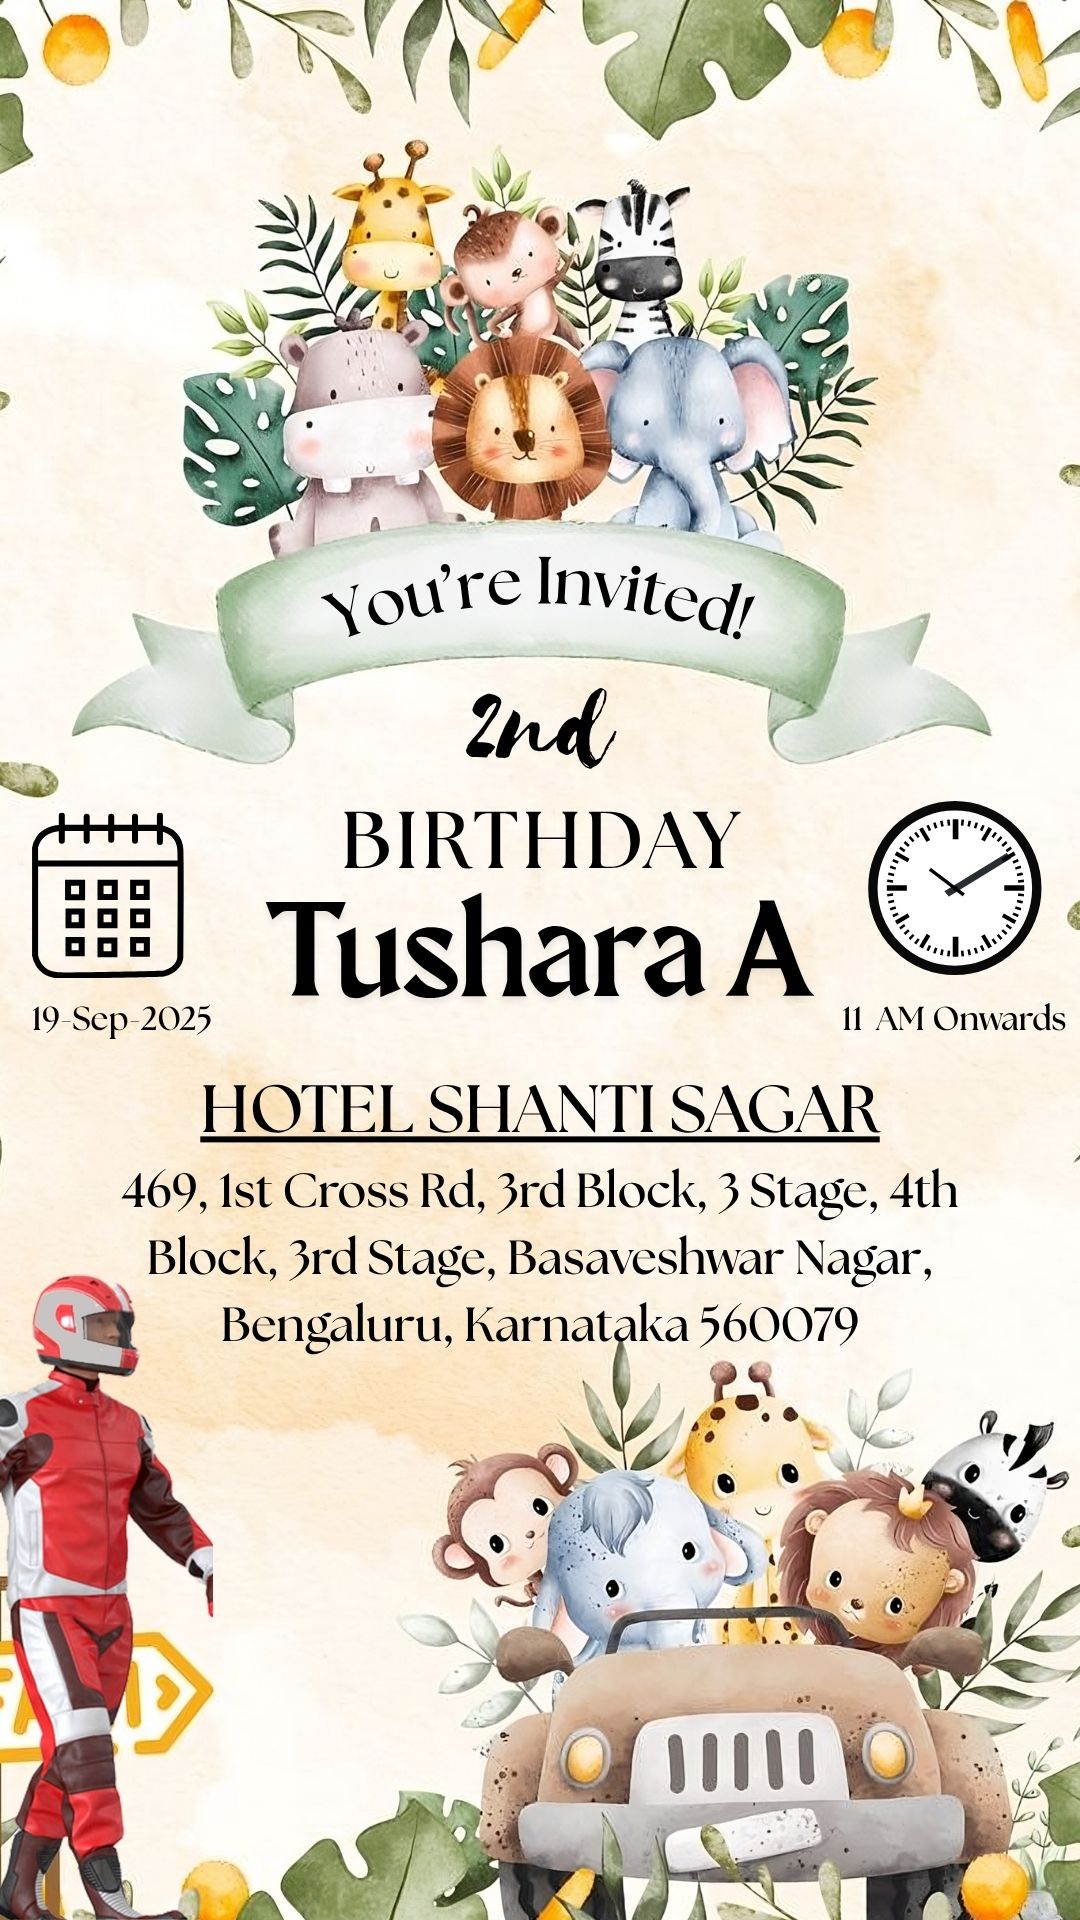 You're Invited!
2nd
BIRTHDAY
Tushara A
19-Sep-2025
11 AM Onwards
HOTEL SHANTI SAGAR
469, 1st Cross Rd, 3rd Block, 3 Stage, 4th
Block, 3rd Stage, Basaveshwar Nagar,
Bengaluru, Karnataka 560079